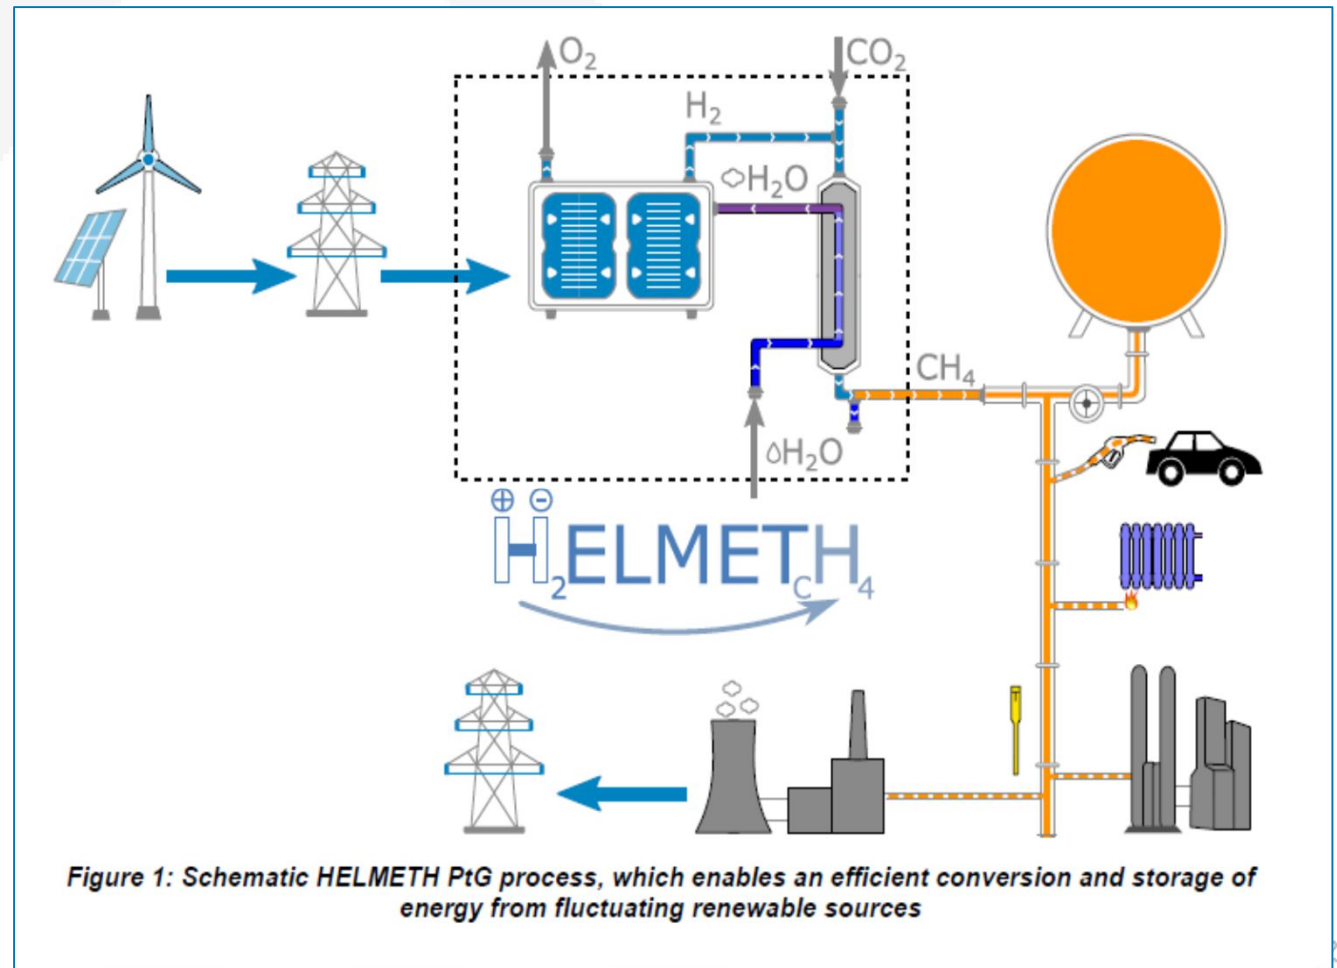 O2
CO2
H2
H2O
CH4
H2O
H2ELMETCH4
Figure 1: Schematic HELMETH PtG process, which enables an efficient conversion and storage of
energy from fluctuating renewable sources